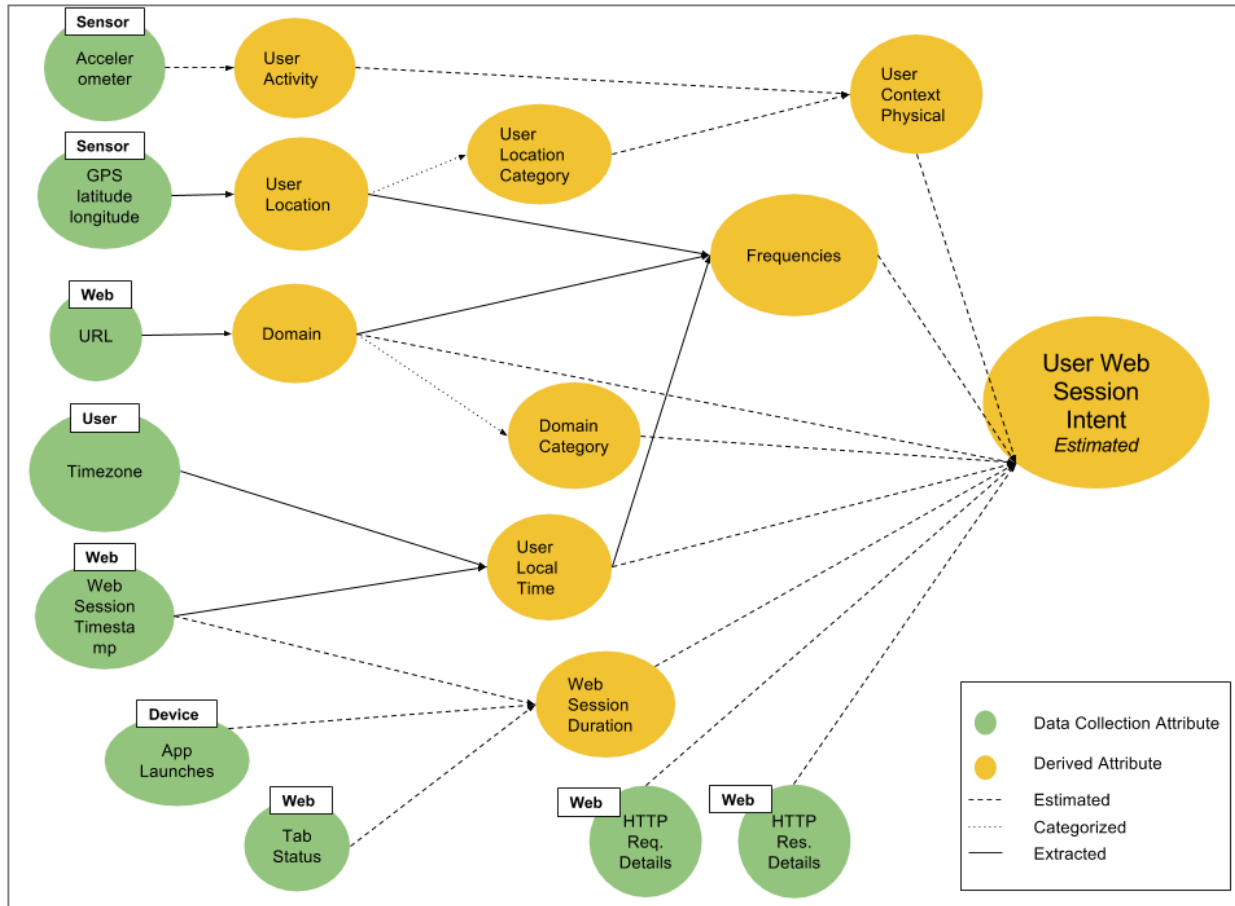 Sensor
Acceler
ometer
User
Activity
User
Context
Physical
Sensor
GPS
latitude
longitude
User
Location
User
Location
Category
Frequencies
Web
URL
Domain
User Web
Session
Intent
Estimated
User
Timezone
Domain
Category
Web
Web
Session
Timesta
mp
User
Local
Time
Web
Session
Duration
Device
App
Launches
Web
Tab
Status
Web
HTTP
Req.
Details
Web
HTTP
Res.
Details
Data Collection Attribute
Derived Attribute
Estimated
Categorized
Extracted